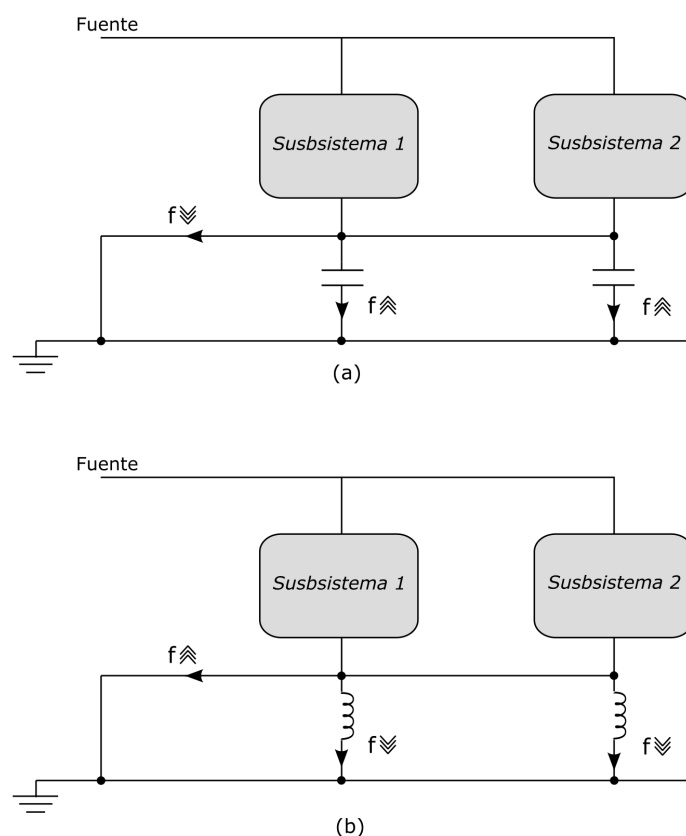 Fuente
Susbsistema 1
Susbsistema 2
f
f
f
(a)
Fuente
Susbsistema 1
Susbsistema 2
f
f
f
(b)